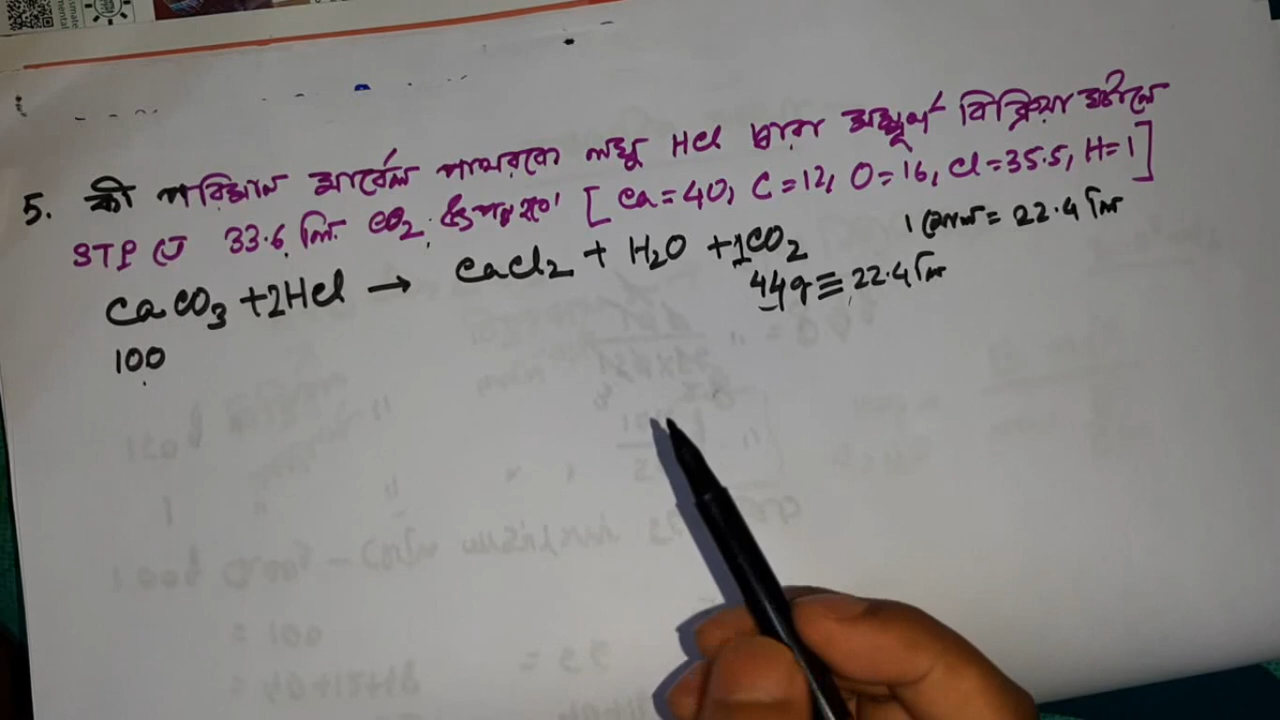 5. কী পরিমান মার্বেল পাথরকে লঘু HCl দ্বারা সম্পূর্ণ বিক্রিয়া ঘটালে
STP তে 33.6 লি. CO₂ উৎপন্ন হবে [Ca=40, C=12, O=16, Cl=35.5, H=1]
1 মোল = 22.4 লি
CaCO₃ + 2HCl → CaCl₂ + H₂O + 1CO₂
44g ≡ 22.4 লি
100